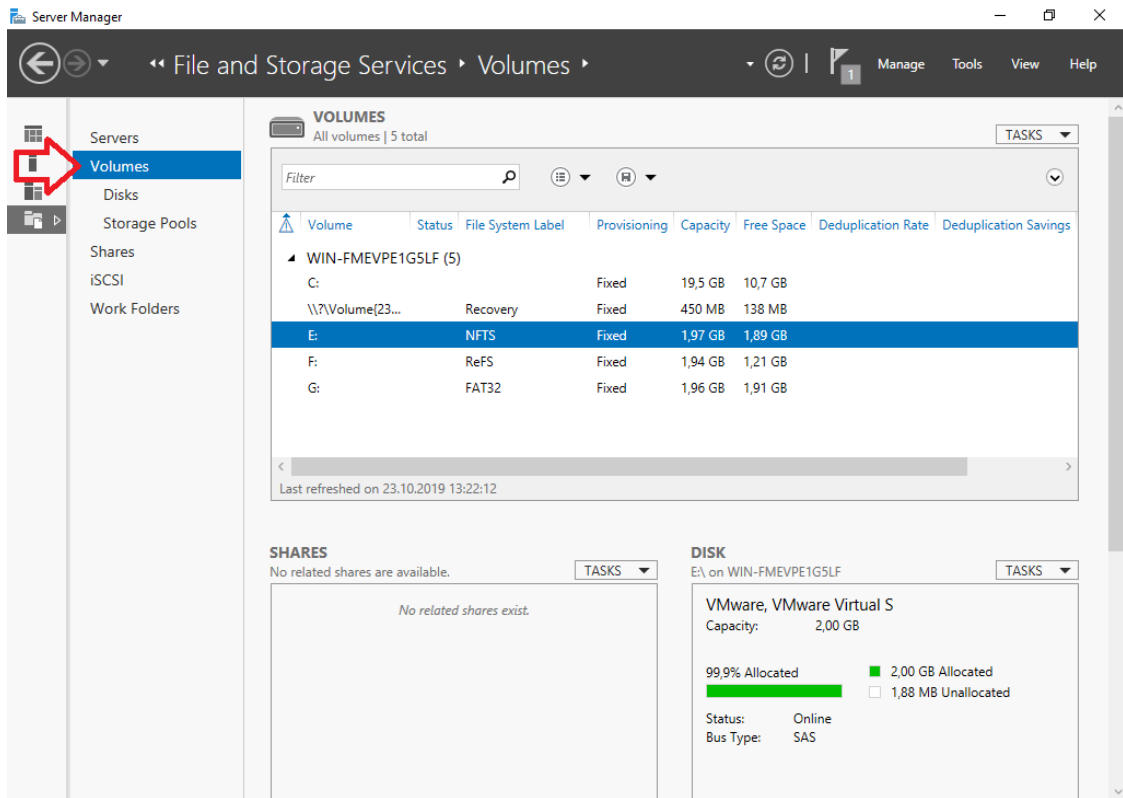 Server Manager
File and Storage Services Volumes
1 Manage Tools View Help
Servers
Volumes
Disks
Storage Pools
Shares
iSCSI
Work Folders
VOLUMES
All volumes | 5 total
TASKS
Filter
Volume Status File System Label Provisioning Capacity Free Space Deduplication Rate Deduplication Savings
WIN-FMEVPE1G5LF (5)
C: Fixed 19,5 GB 10,7 GB
\\?\Volume{23... Recovery Fixed 450 MB 138 MB
E: NFTS Fixed 1,97 GB 1,89 GB
F: ReFS Fixed 1,94 GB 1,21 GB
G: FAT32 Fixed 1,96 GB 1,91 GB
Last refreshed on 23.10.2019 13:22:12
SHARES
No related shares are available.
TASKS
No related shares exist.
DISK
E:\ on WIN-FMEVPE1G5LF
TASKS
VMware, VMware Virtual S
Capacity: 2,00 GB
99,9% Allocated
2,00 GB Allocated
1,88 MB Unallocated
Status: Online
Bus Type: SAS